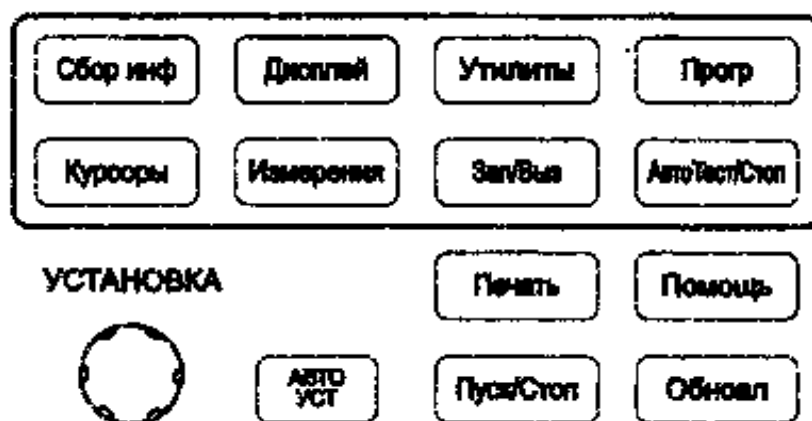 Сбор инф Дисплей Утилиты Прогр
Курсоры Измерения Зап/Выз АвтоТест/Стоп
УСТАНОВКА Печать Помощь
АВТО
УСТ
Пуск/Стоп Обновл